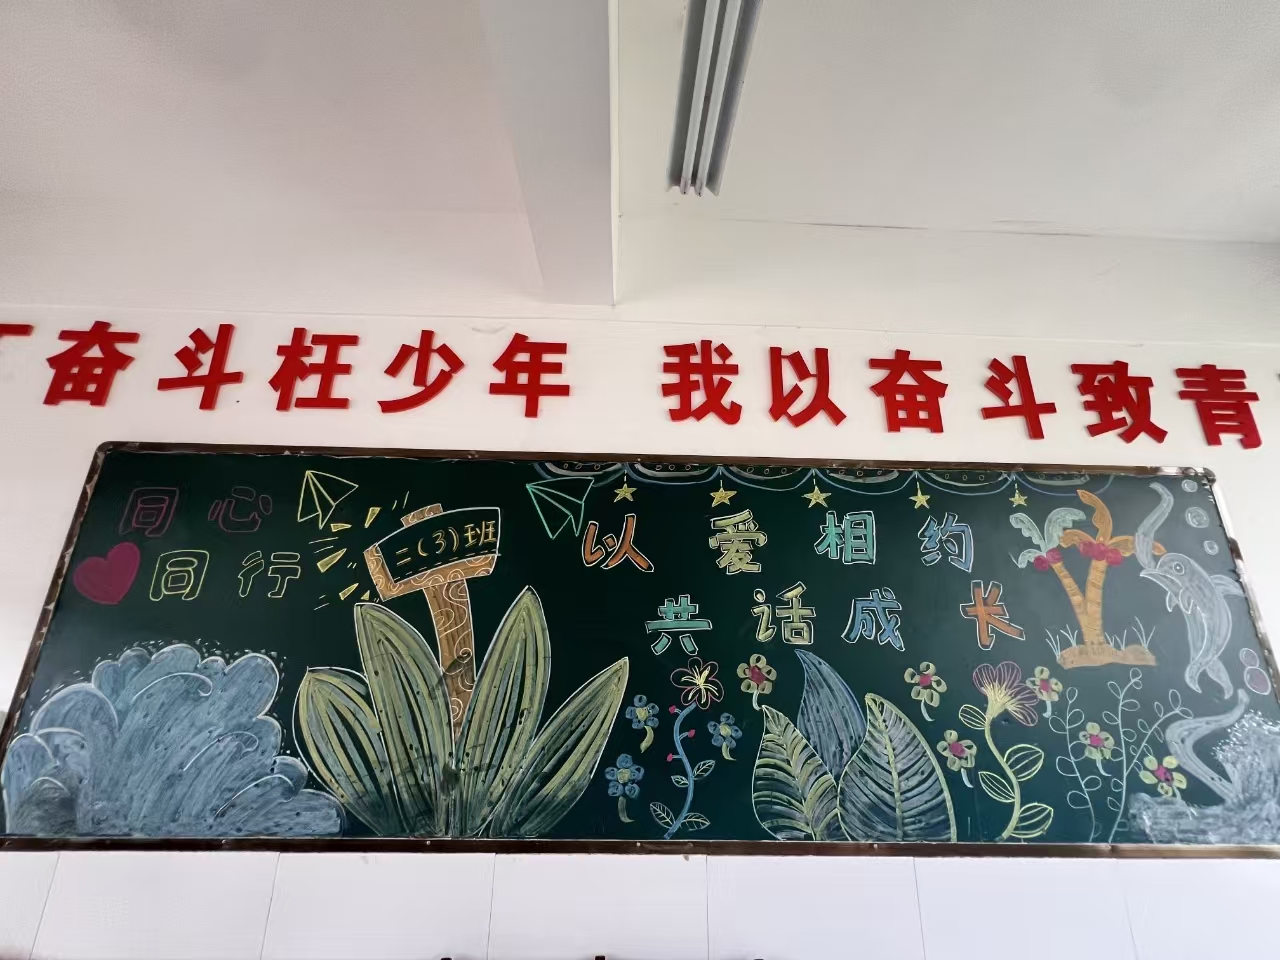 奋斗枉少年 我以奋斗致青
同心
同行
二(3)班
以爱相约
共话成长